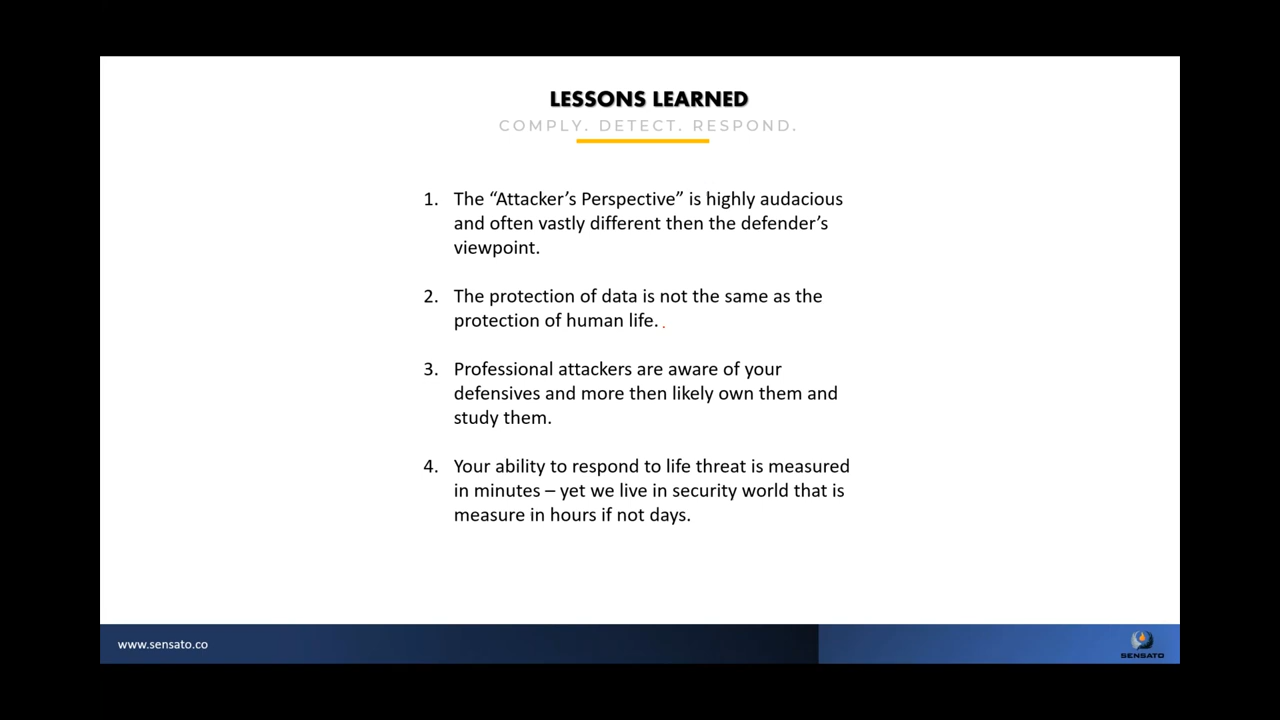 LESSONS LEARNED
COMPLY. DETECT. RESPOND.
1. The “Attacker’s Perspective” is highly audacious
and often vastly different then the defender’s
viewpoint.
2. The protection of data is not the same as the
protection of human life.
3. Professional attackers are aware of your
defensives and more then likely own them and
study them.
4. Your ability to respond to life threat is measured
in minutes – yet we live in security world that is
measure in hours if not days.
www.sensato.co
SENSATO